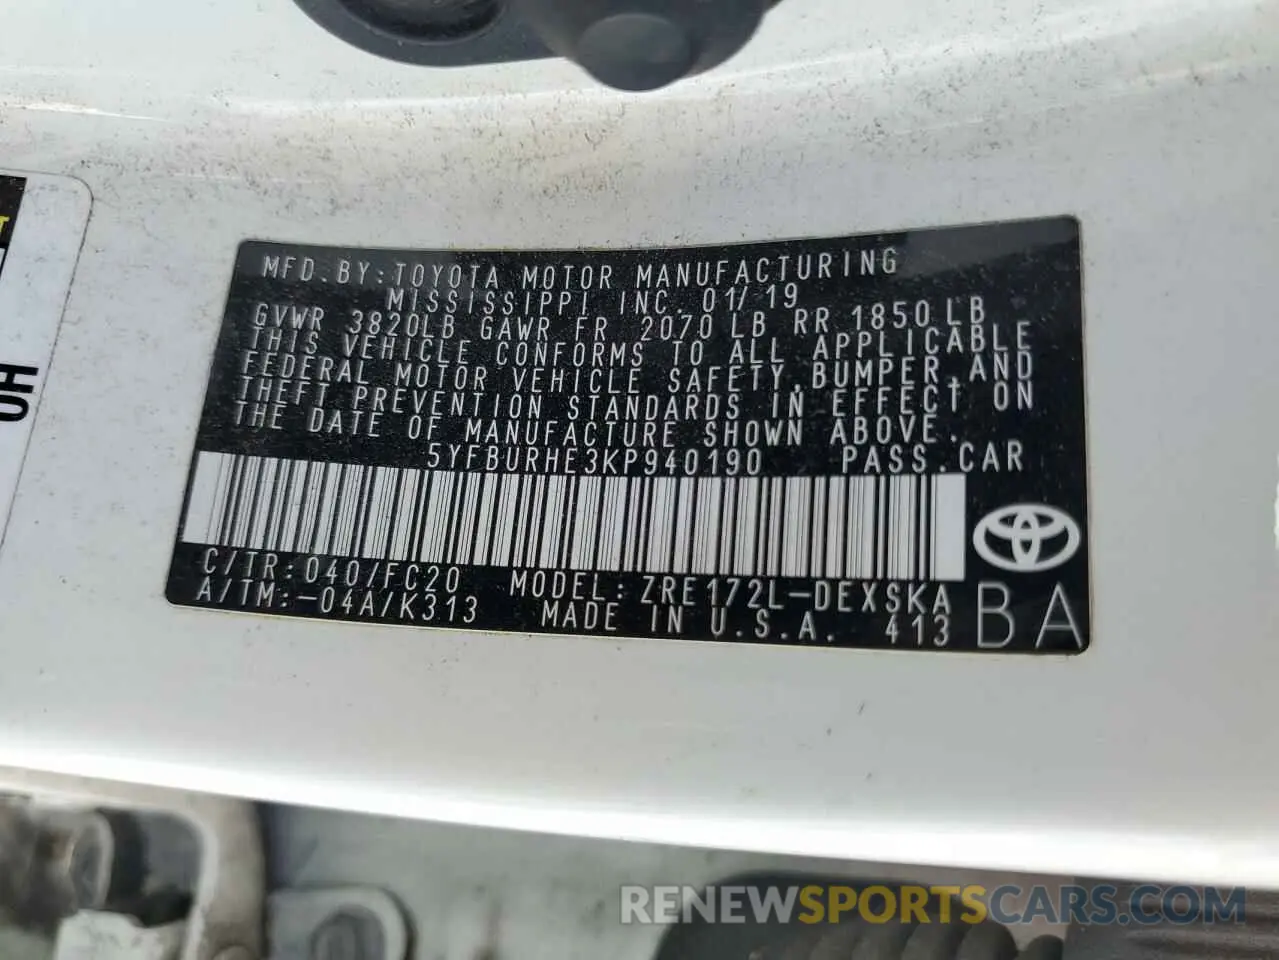 MFD.BY:TOYOTA MOTOR MANUFACTURING
MISSISSIPPI INC. 01/19
GVWR 3820LB GAWR FR 2070 LB RR 1850 LB
THIS VEHICLE CONFORMS TO ALL APPLICABLE
FEDERAL MOTOR VEHICLE SAFETY,BUMPER,AND
THEFT PREVENTION STANDARDS IN EFFECT ON
THE DATE OF MANUFACTURE SHOWN ABOVE.
5YFBURHE3KP940190 PASS.CAR
C/TR:040/FC20 MODEL:ZRE172L-DEXSKA
A/TM:-04A/K313 MADE IN U.S.A. 413
BA
RENEWSPORTSCARS.COM